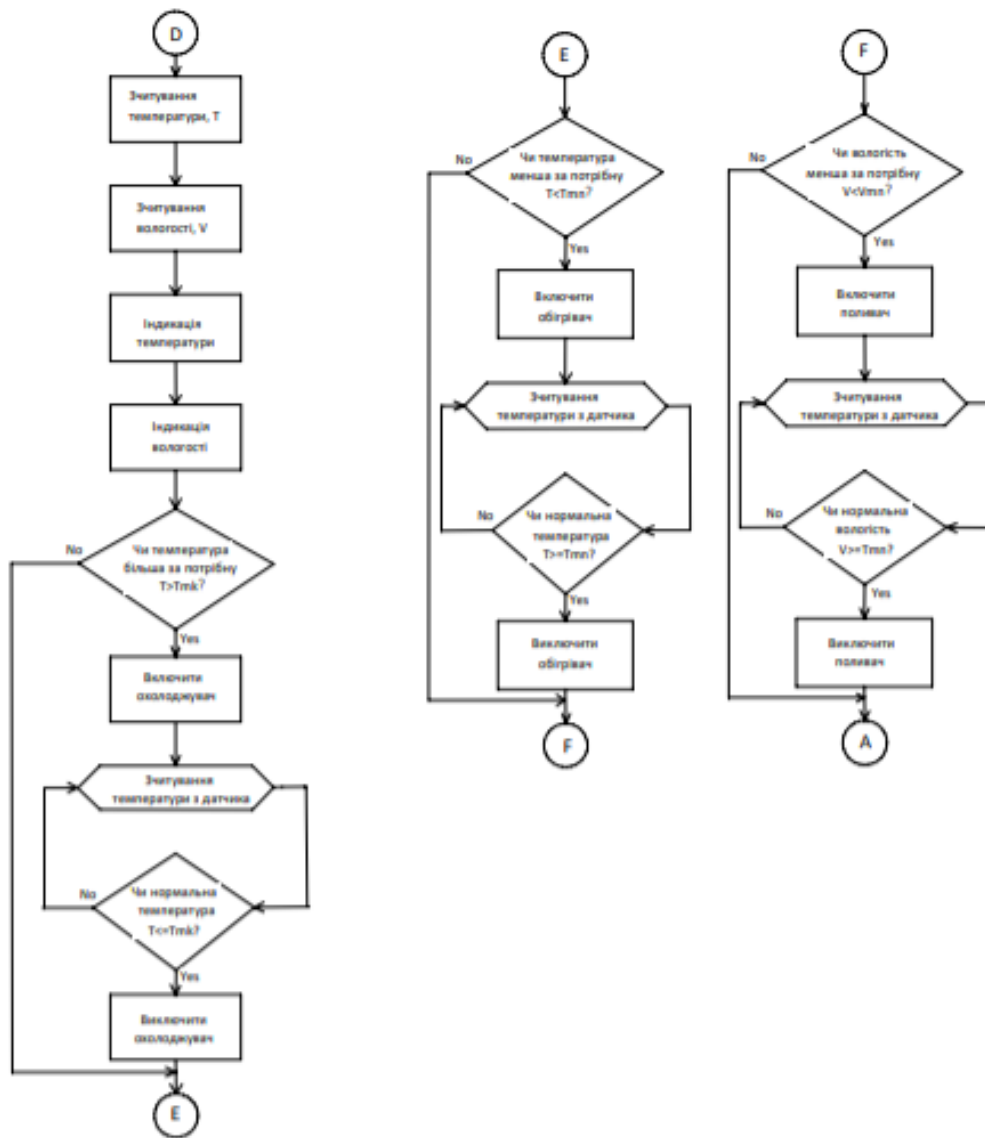 D
Зчитування
температури, T
Зчитування
вологості, V
Індикація
температури
Індикація
вологості
No
Чи температура
більша за потрібну
T>Tmk?
Yes
Включити
охолоджувач
Зчитування
температури з датчика
No
Чи нормальна
температура
T<=Tmk?
Yes
Виключити
охолоджувач
E
E
No
Чи температура
менша за потрібну
T<Tmn?
Yes
Включити
обігрівач
Зчитування
температури з датчика
No
Чи нормальна
температура
T>=Tmn?
Yes
Виключити
обігрівач
F
F
No
Чи вологість
менша за потрібну
V<Vmn?
Yes
Включити
поливач
Зчитування
температури з датчика
No
Чи нормальна
вологість
V>=Tmn?
Yes
Виключити
поливач
A